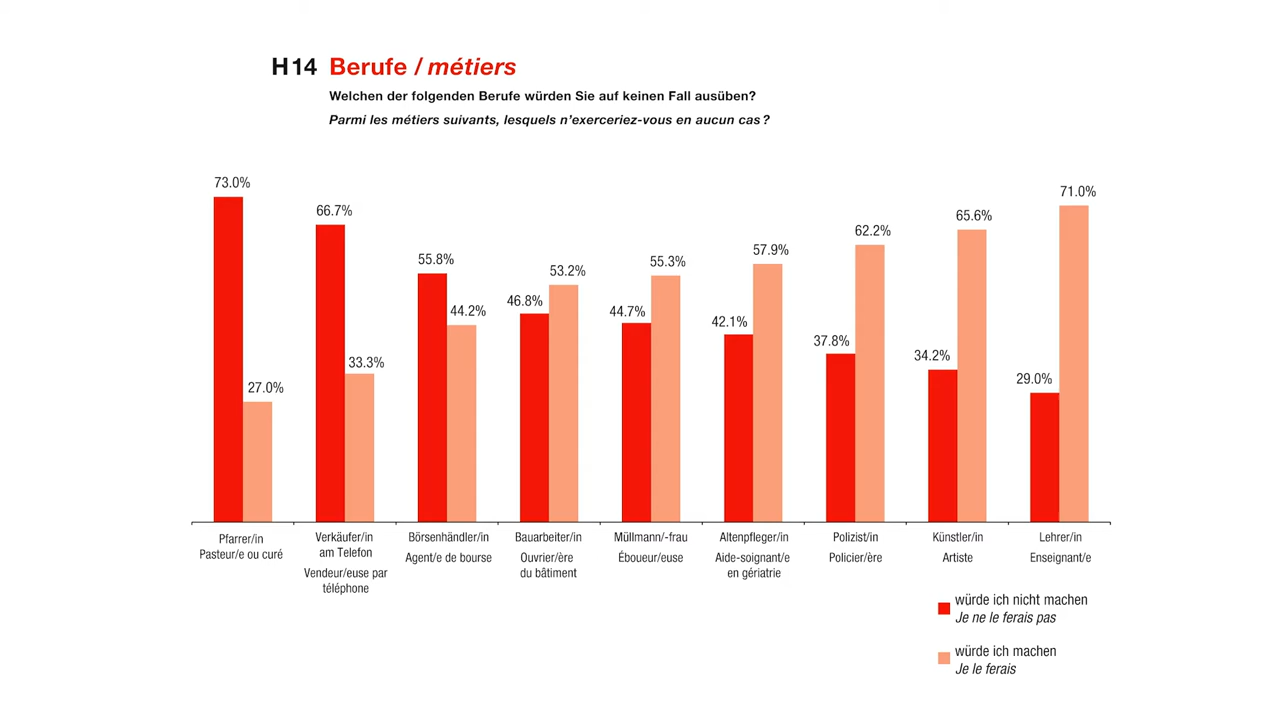 H14 Berufe / métiers
Welchen der folgenden Berufe würden Sie auf keinen Fall ausüben?
Parmi les métiers suivants, lesquels n'exerceriez-vous en aucun cas?
73.0%
27.0%
66.7%
33.3%
55.8%
44.2%
46.8%
53.2%
44.7%
55.3%
42.1%
57.9%
37.8%
62.2%
34.2%
65.6%
29.0%
71.0%
Pfarrer/in
Pasteur/e ou curé
Verkäufer/in
am Telefon
Vendeur/euse par
téléphone
Börsenhändler/in
Agent/e de bourse
Bauarbeiter/in
Ouvrier/ère
du bâtiment
Müllmann/-frau
Éboueur/euse
Altenpfleger/in
Aide-soignant/e
en gériatrie
Polizist/in
Policier/ère
Künstler/in
Artiste
Lehrer/in
Enseignant/e
würde ich nicht machen
Je ne le ferais pas
würde ich machen
Je le ferais